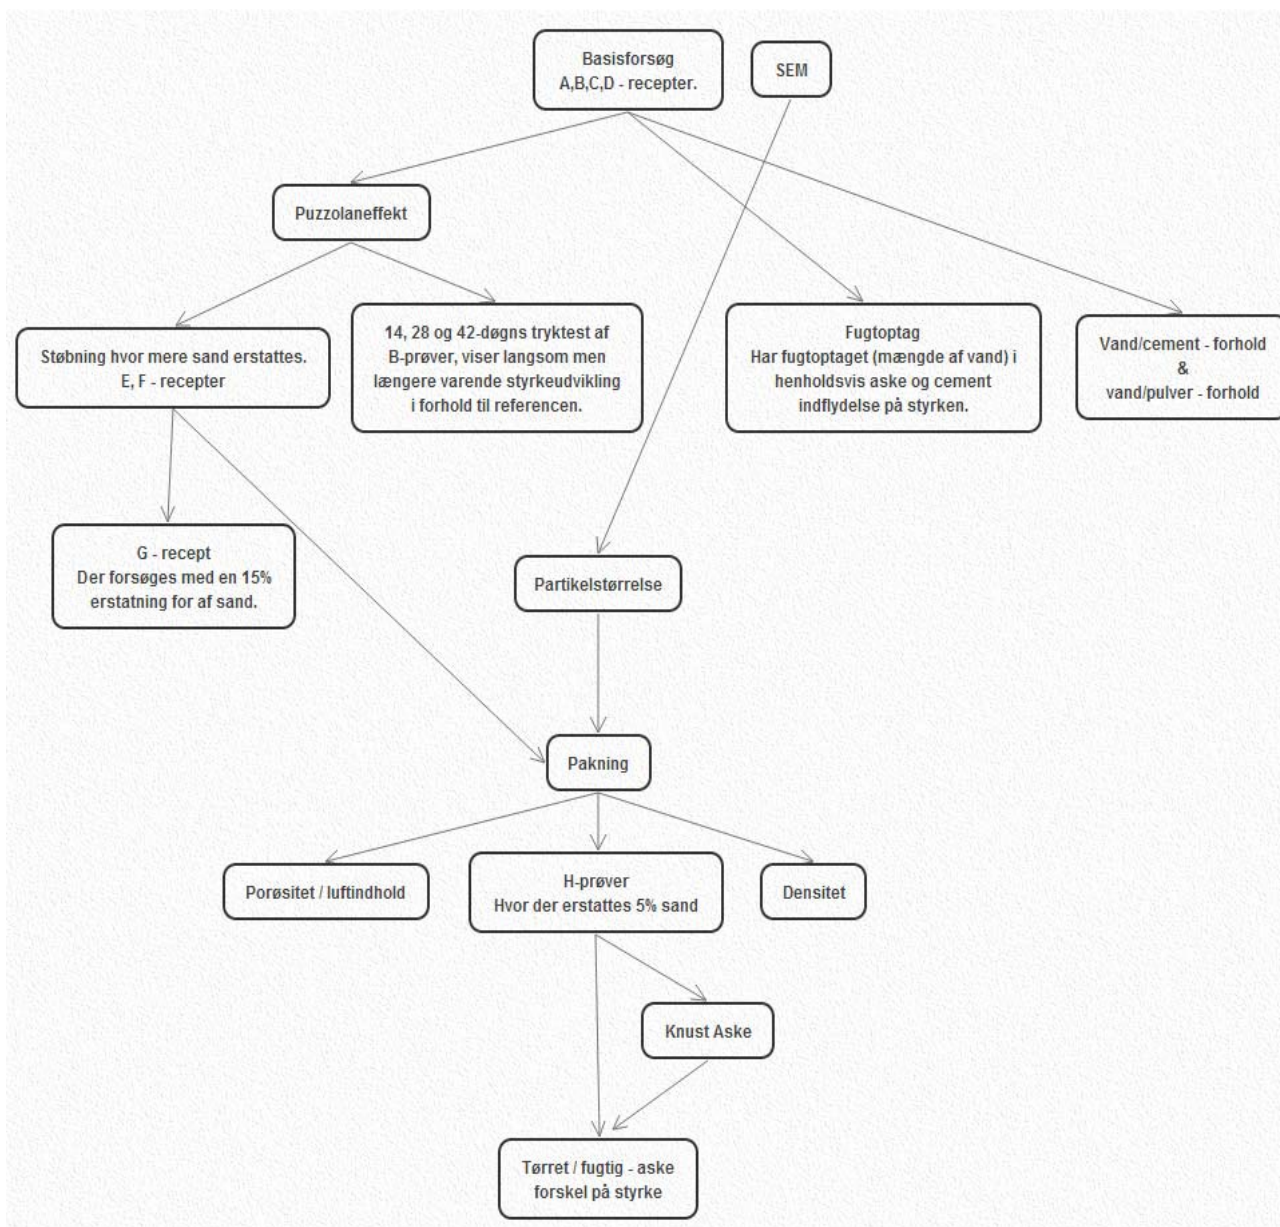 Basisforsøg
A,B,C,D - recepter.
SEM
Puzzolaneffekt
Støbning hvor mere sand erstattes.
E, F - recepter
14, 28 og 42-døgns tryktest af
B-prøver, viser langsom men
længere varende styrkeudvikling
i forhold til referencen.
Fugtoptag
Har fugtoptaget (mængde af vand) i
henholdsvis aske og cement
indflydelse på styrken.
Vand/cement - forhold
&
vand/pulver - forhold
G - recept
Der forsøges med en 15%
erstatning for af sand.
Partikelstørrelse
Pakning
Porøsitet / luftindhold
H-prøver
Hvor der erstattes 5% sand
Densitet
Knust Aske
Tørret / fugtig - aske
forskel på styrke